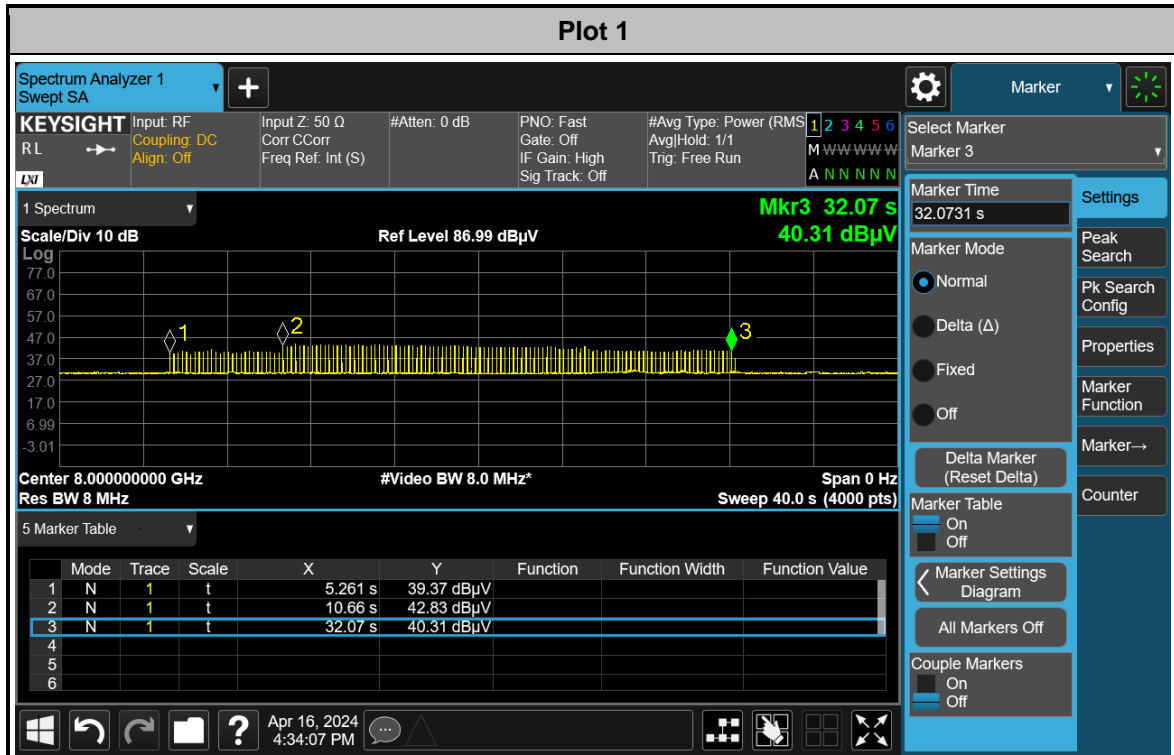 Plot 1
Spectrum Analyzer 1
Swept SA
+
Marker
KEYSIGHT
RL
LXI
Input: RF
Coupling: DC
Align: Off
Input Z: 50 Ω
Corr CCorr
Freq Ref: Int (S)
#Atten: 0 dB
PNO: Fast
Gate: Off
IF Gain: High
Sig Track: Off
#Avg Type: Power (RMS
Avg|Hold: 1/1
Trig: Free Run
1 2 3 4 5 6
M W W W W W
A N N N N N
Select Marker
Marker 3
1 Spectrum
Mkr3 32.07 s
Scale/Div 10 dB
Ref Level 86.99 dBµV
40.31 dBµV
Log
77.0
67.0
57.0
47.0
37.0
27.0
17.0
6.99
-3.01
1
2
3
Center 8.000000000 GHz
#Video BW 8.0 MHz*
Span 0 Hz
Res BW 8 MHz
Sweep 40.0 s (4000 pts)
5 Marker Table
Mode Trace Scale X Y Function Function Width Function Value
1 N 1 t 5.261 s 39.37 dBµV
2 N 1 t 10.66 s 42.83 dBµV
3 N 1 t 32.07 s 40.31 dBµV
4
5
6
Marker Time
32.0731 s
Marker Mode
Normal
Delta (Δ)
Fixed
Off
Delta Marker
(Reset Delta)
Marker Table
On
Off
Marker Settings
Diagram
All Markers Off
Couple Markers
On
Off
Settings
Peak
Search
Pk Search
Config
Properties
Marker
Function
Marker→
Counter
?
Apr 16, 2024
4:34:07 PM